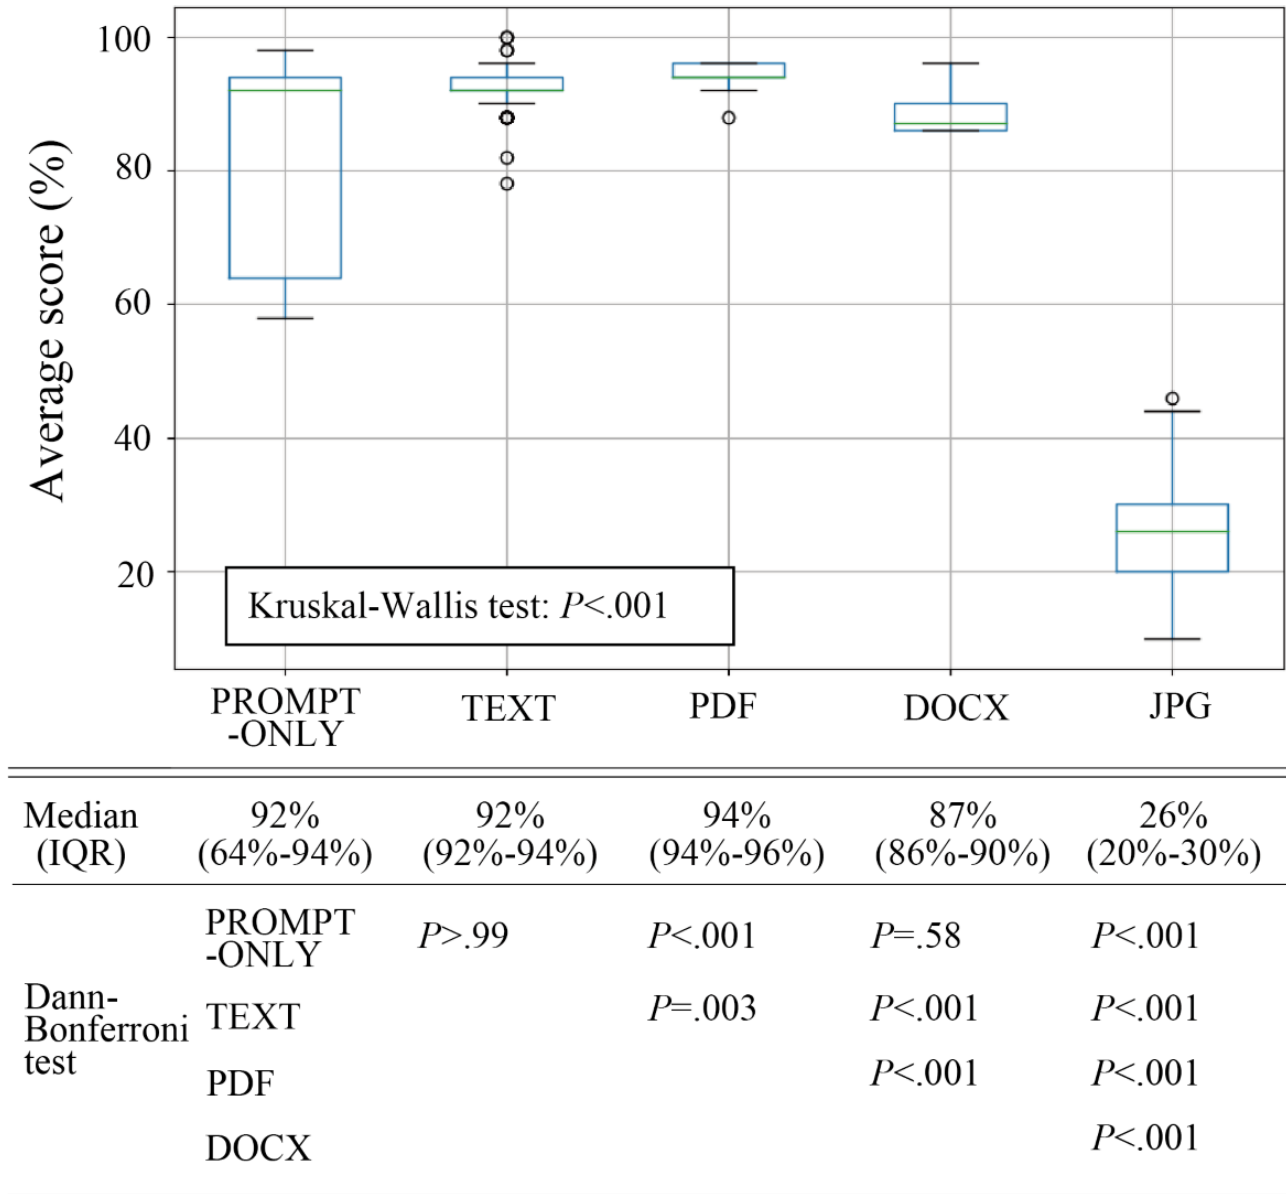 100
80
60
40
20
Average score (%)
Kruskal-Wallis test: P<.001
PROMPT
-ONLY
TEXT
PDF
DOCX
JPG
Median
(IQR)
92%
(64%-94%)
92%
(92%-94%)
94%
(94%-96%)
87%
(86%-90%)
26%
(20%-30%)
Dann-
Bonferroni
test
PROMPT
-ONLY
P>.99
P<.001
P=.58
P<.001
TEXT
P=.003
P<.001
P<.001
PDF
P<.001
P<.001
DOCX
P<.001